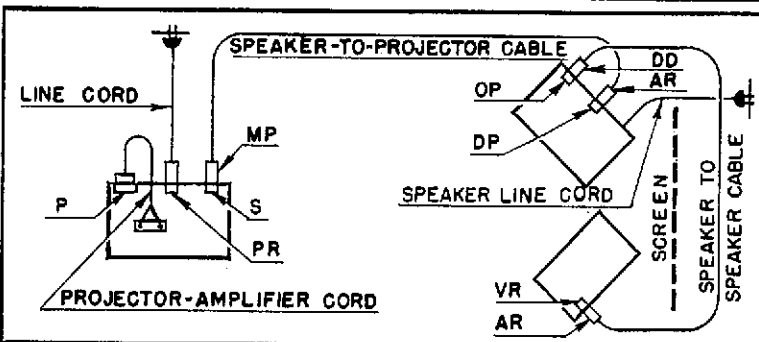 SPEAKER-TO-PROJECTOR CABLE
LINE CORD
MP
P
S
PR
PROJECTOR-AMPLIFIER CORD
OP
DD
AR
DP
SPEAKER LINE CORD
SCREEN
SPEAKER TO
SPEAKER CABLE
VR
AR